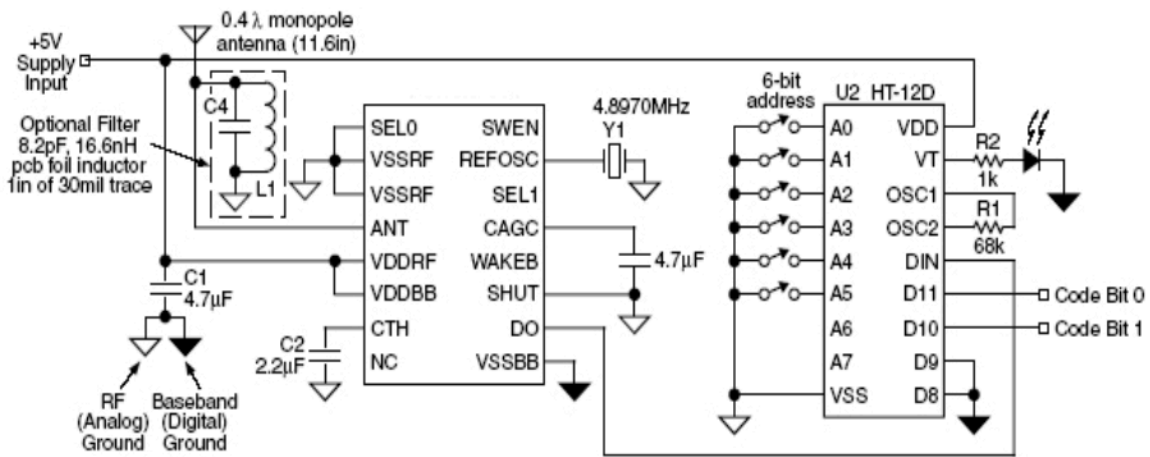 +5V
Supply
Input
0.4 λ monopole
antenna (11.6in)
C4
Optional Filter
8.2pF, 16.6nH
pcb foil inductor
1in of 30mil trace
L1
SEL0
VSSRF
VSSRF
ANT
VDDRF
VDDBB
CTH
NC
SWEN
REFOSC
SEL1
CAGC
WAKEB
SHUT
DO
VSSBB
4.8970MHz
Y1
4.7µF
C1
4.7µF
C2
2.2µF
RF
(Analog)
Ground
Baseband
(Digital)
Ground
6-bit
address
U2 HT-12D
A0
A1
A2
A3
A4
A5
A6
A7
VSS
VDD
VT
OSC1
OSC2
DIN
D11
D10
D9
D8
R2
1k
R1
68k
Code Bit 0
Code Bit 1